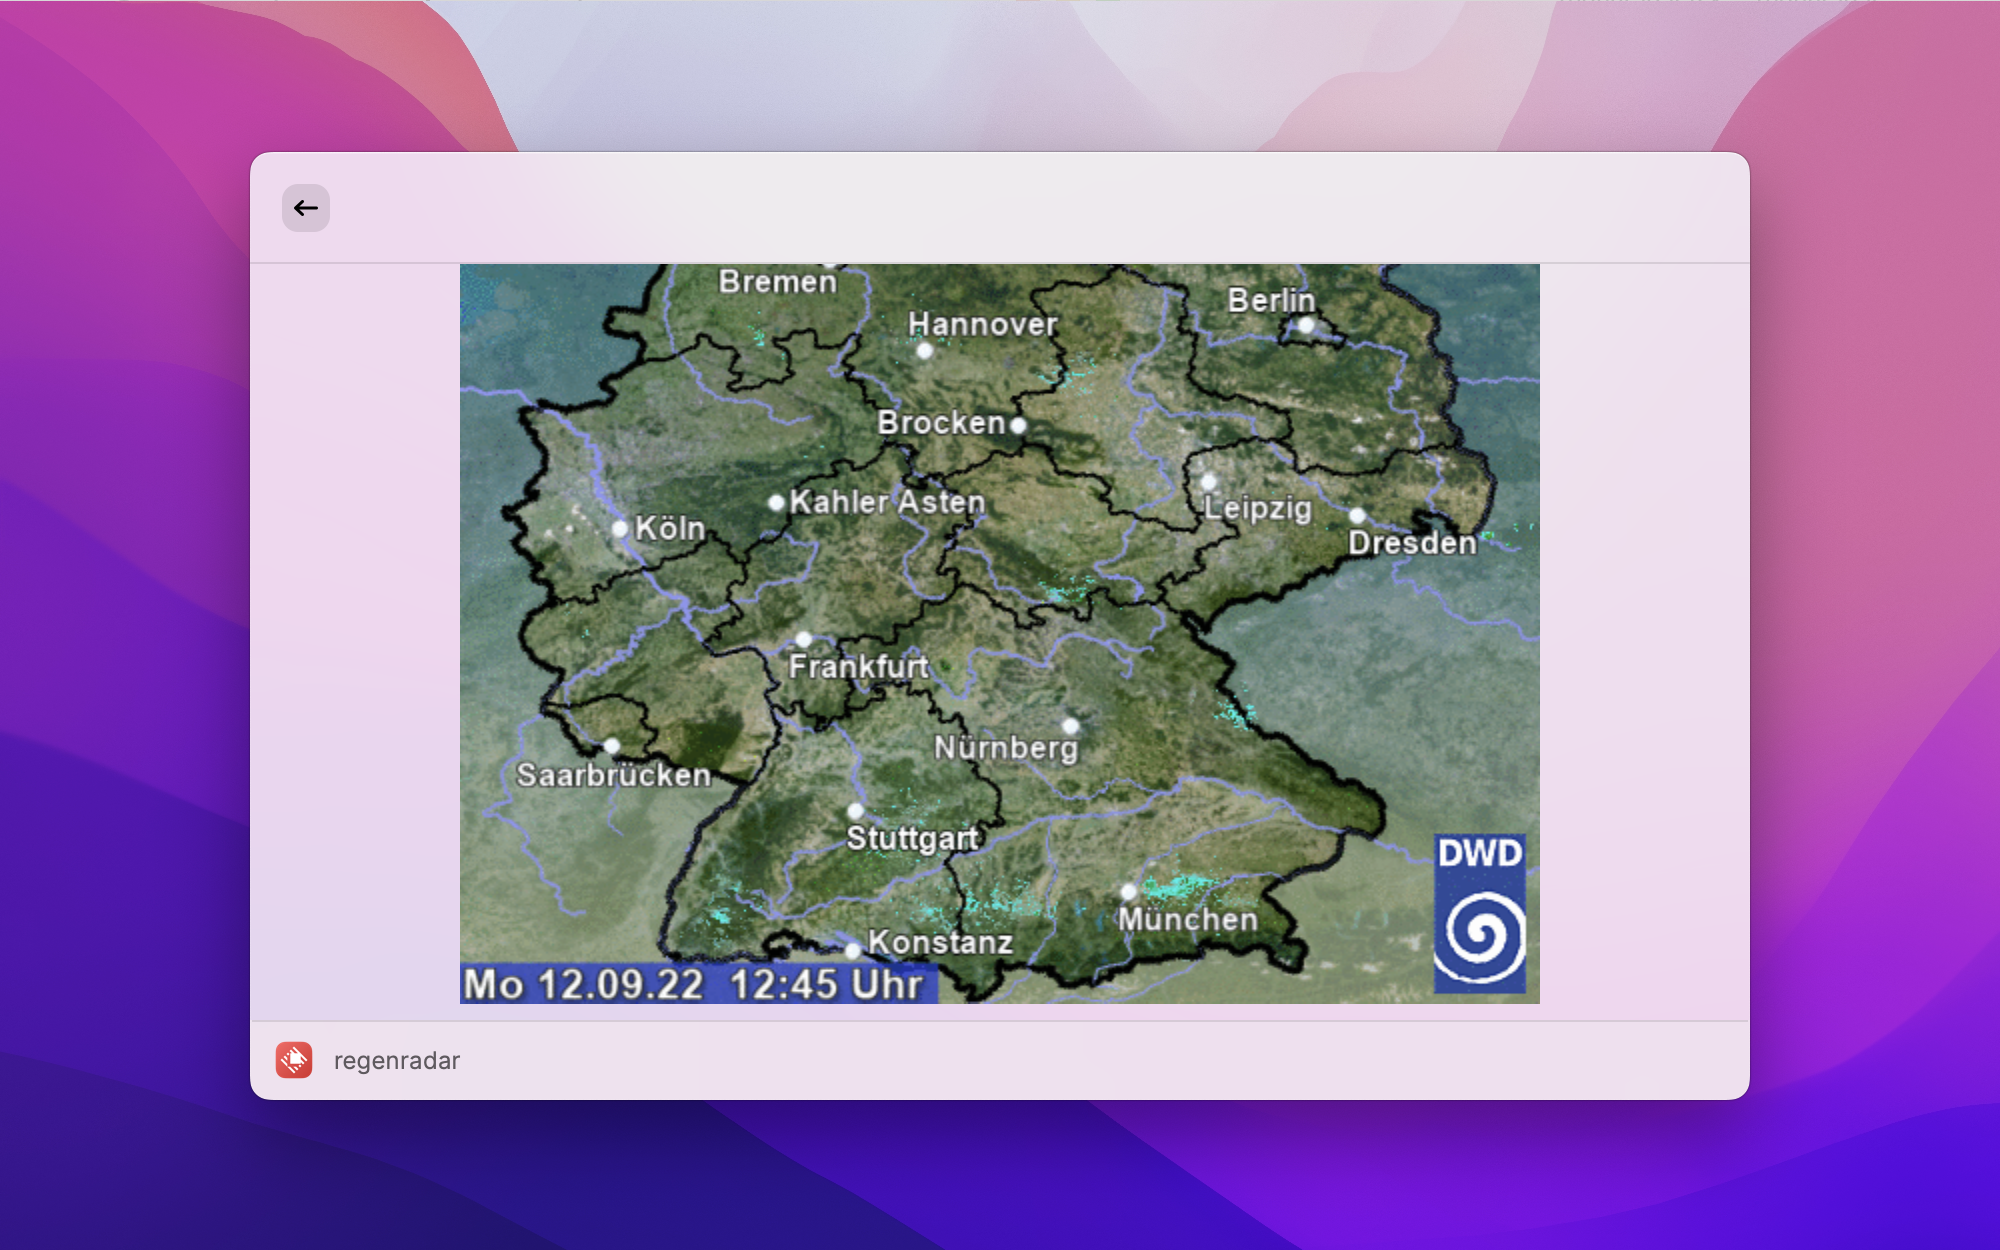 Bremen
Berlin
Hannover
Brocken
Kahler Asten
Leipzig
Köln
Dresden
Frankfurt
Nürnberg
Saarbrücken
Stuttgart
DWD
München
Konstanz
Mo 12.09.22 12:45 Uhr
regenradar